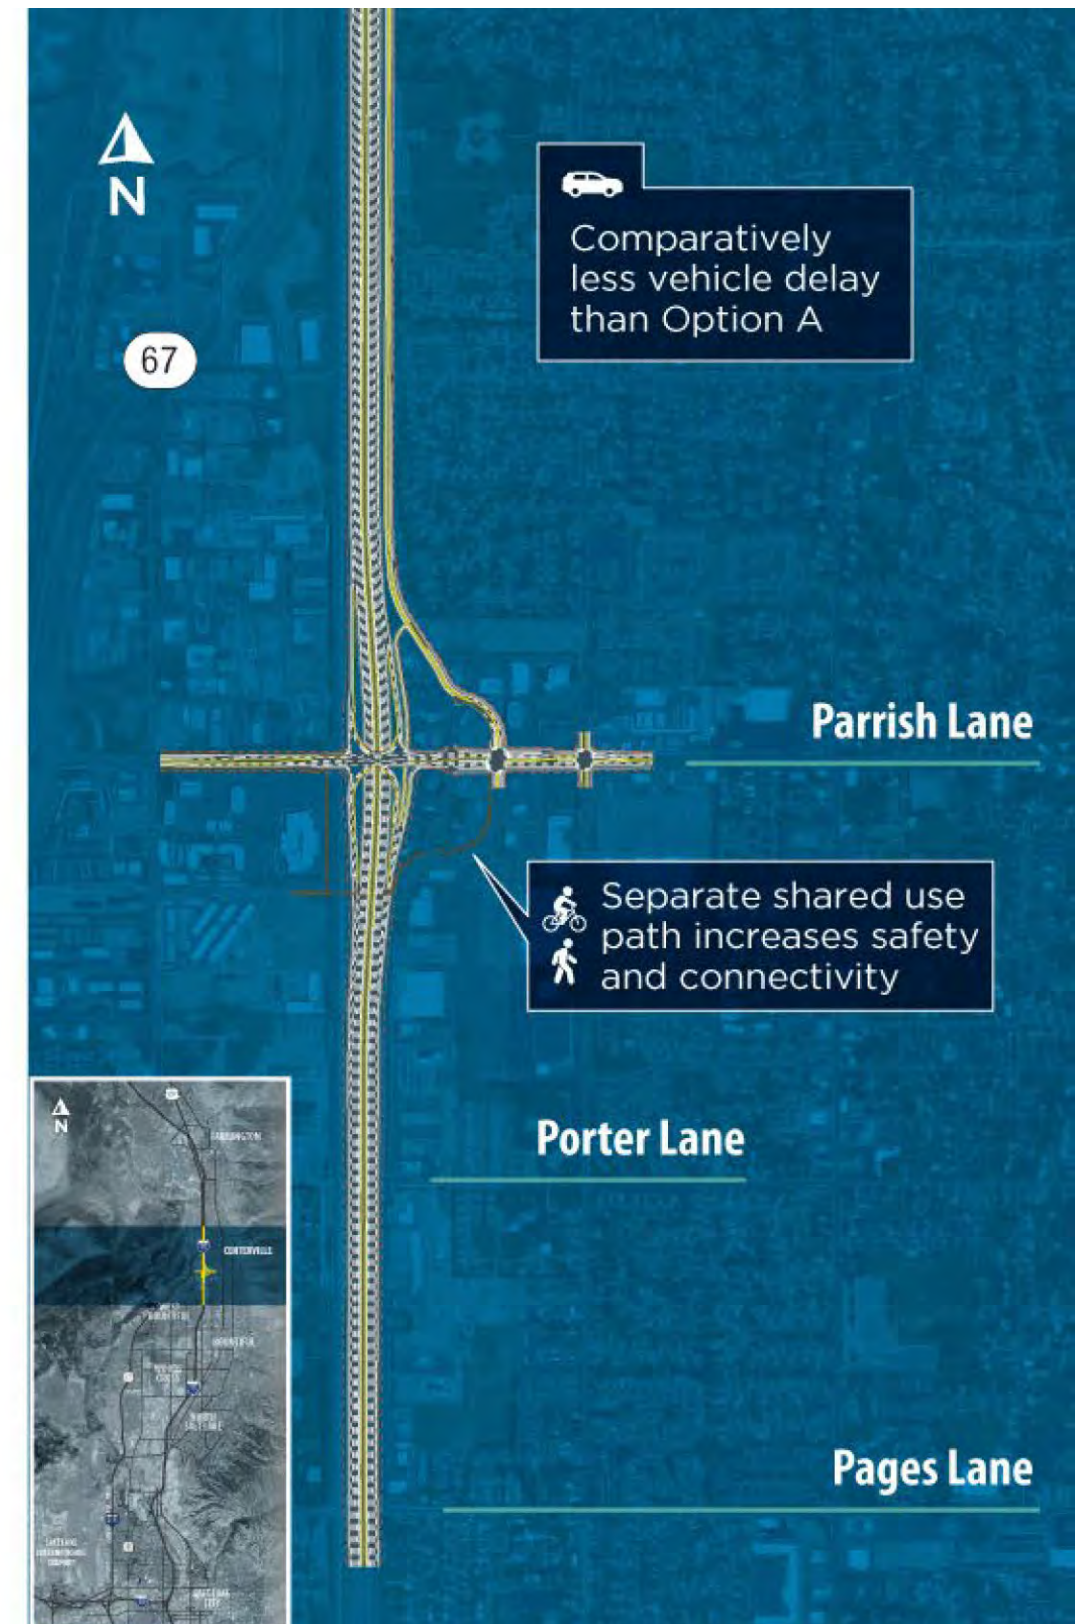 N
Comparatively
less vehicle delay
than Option A
67
Parrish Lane
Separate shared use
path increases safety
and connectivity
Porter Lane
N
FARMINGTON
CENTERVILLE
BOUNTIFUL
Pages Lane